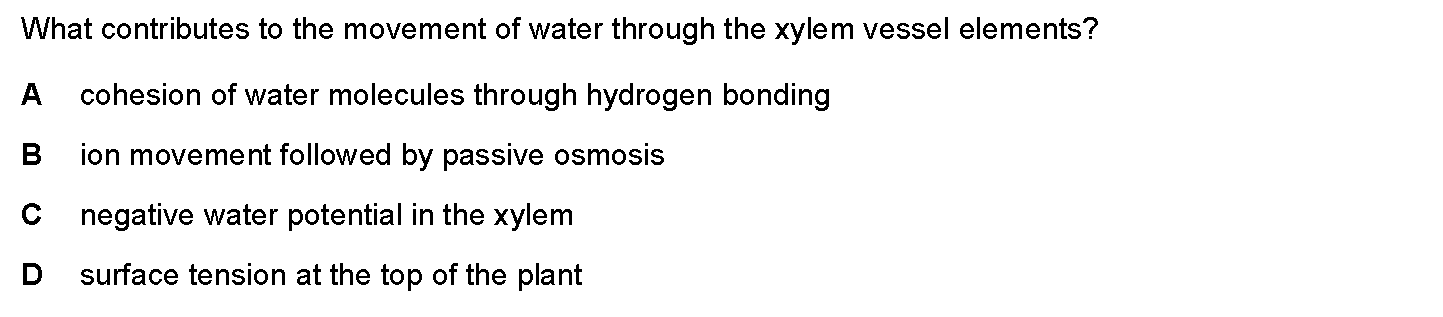 What contributes to the movement of water through the xylem vessel elements?
A cohesion of water molecules through hydrogen bonding
B ion movement followed by passive osmosis
C negative water potential in the xylem
D surface tension at the top of the plant